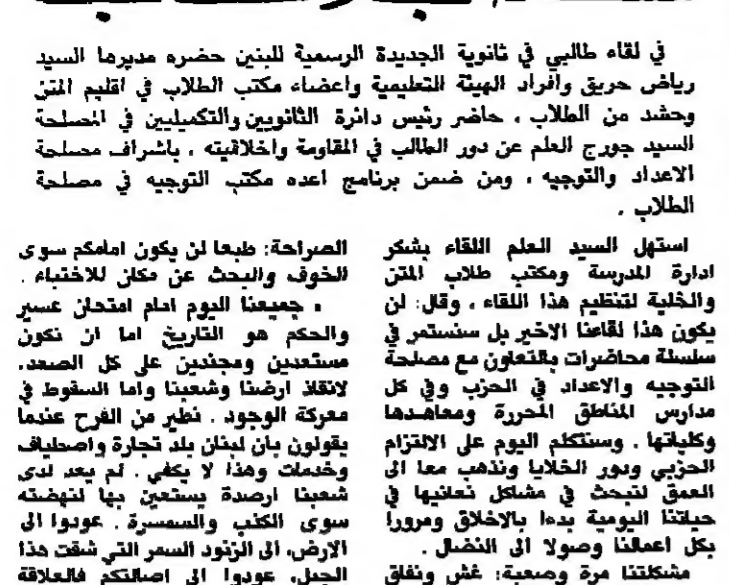 في لقاء طالبي في ثانوية الجديدة الرسمية للبنين حضره مديرها السيد
رياض حريق وافراد الهيئة التعليمية واعضاء مكتب الطلاب في اقليم المتن
وحشد من الطلاب ، حاضر رئيس دائرة الثانويين والتكميليين في المصلحة
السيد جورج العلم عن دور الطالب في المقاومة واخلاقيته ، باشراف مصلحة
الاعداد والتوجيه ، ومن ضمن برنامج اعده مكتب التوجيه في مصلحة
الطلاب .
استهل السيد العلم اللقاء بشكر
ادارة المدرسة ومكتب طلاب المتن
والخلية لتنظيم هذا اللقاء ، وقال: لن
يكون هذا لقاءنا الاخير بل سنستمر في
سلسلة محاضرات بالتعاون مع مصلحة
التوجيه والاعداد في الحزب وفي كل
مدارس المناطق المحررة ومعاهدها
وكلياتها . وسنتكلم اليوم على الالتزام
الحزبي ودور الخلايا ونذهب معا الى
العمق لنبحث في مشاكل نعانيها في
حياتنا اليومية بدءا بالاخلاق ومرورا
بكل اعمالنا وصولا الى النضال .
مشكلتنا مرة وصعبة: غش ونفاق
الصراحة: طبعا لن يكون امامكم سوى
الخوف والبحث عن مكان للاختباء .
• جميعنا اليوم امام امتحان عسير
والحكم هو التاريخ اما ان نكون
مستعدين ومجندين على كل الصعد،
لانقاذ ارضنا وشعبنا واما السقوط في
معركة الوجود . نطير من الفرح عندما
يقولون بان لبنان بلد تجارة واصطياف
وخدمات وهذا لا يكفي . لم يعد لدى
شعبنا ارصدة يستعين بها لنهضته
سوى الكذب والسمسرة . عودوا الى
الارض، الى الزنود السمر التي شقت هذا
الجبل، عودوا الى اصالتكم فالعلاقة